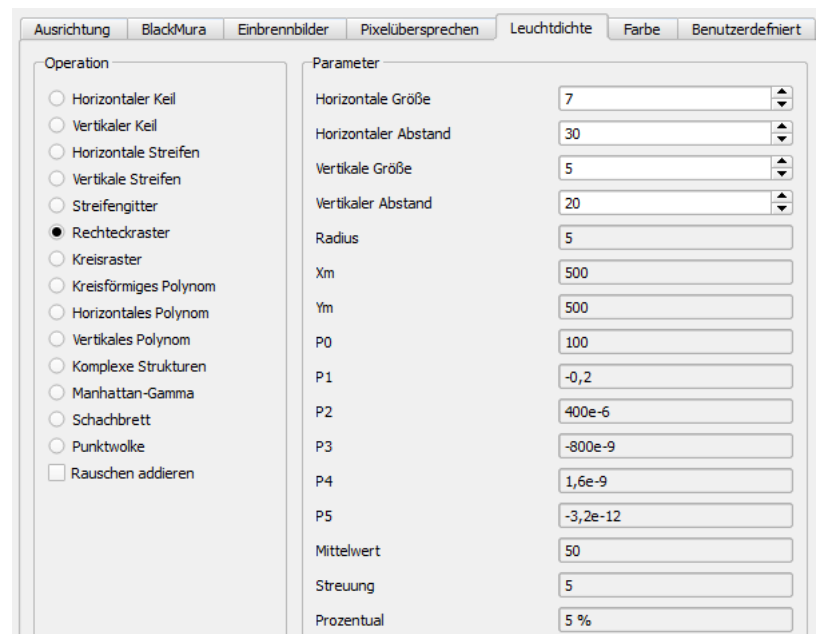 Ausrichtung BlackMura Einbrennbilder Pixelübersprechen Leuchtdichte Farbe Benutzerdefniert
Operation
Horizontaler Keil
Vertikaler Keil
Horizontale Streifen
Vertikale Streifen
Streifengitter
Rechteckraster
Kreisraster
Kreisförmiges Polynom
Horizontales Polynom
Vertikales Polynom
Komplexe Strukturen
Manhattan-Gamma
Schachbrett
Punktwolke
Rauschen addieren
Parameter
Horizontale Größe 7
Horizontaler Abstand 30
Vertikale Größe 5
Vertikaler Abstand 20
Radius 5
Xm 500
Ym 500
P0 100
P1 -0,2
P2 400e-6
P3 -800e-9
P4 1,6e-9
P5 -3,2e-12
Mittelwert 50
Streuung 5
Prozentual 5 %